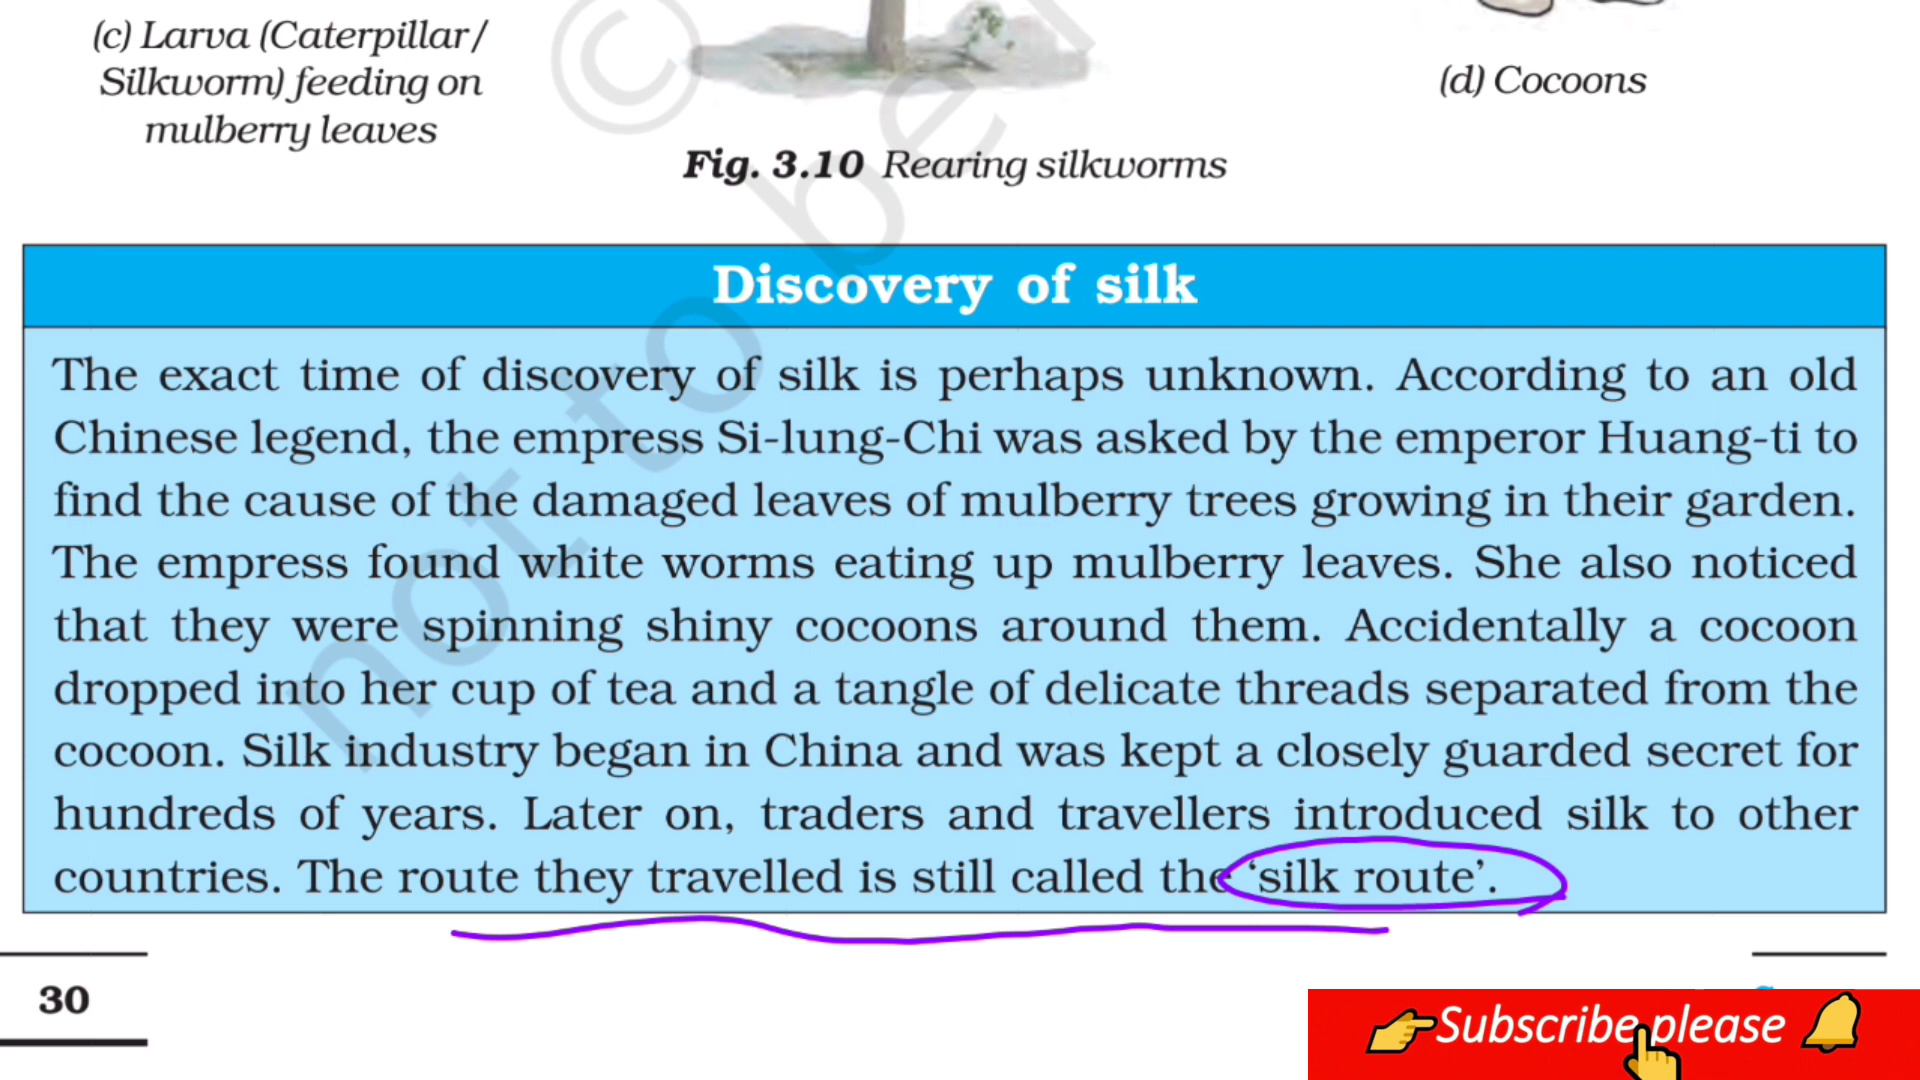 (c) Larva (Caterpillar/
Silkworm) feeding on
mulberry leaves
(d) Cocoons
Fig. 3.10 Rearing silkworms
Discovery of silk
The exact time of discovery of silk is perhaps unknown. According to an old
Chinese legend, the empress Si-lung-Chi was asked by the emperor Huang-ti to
find the cause of the damaged leaves of mulberry trees growing in their garden.
The empress found white worms eating up mulberry leaves. She also noticed
that they were spinning shiny cocoons around them. Accidentally a cocoon
dropped into her cup of tea and a tangle of delicate threads separated from the
cocoon. Silk industry began in China and was kept a closely guarded secret for
hundreds of years. Later on, traders and travellers introduced silk to other
countries. The route they travelled is still called the ‘silk route’.
30
Subscribe please
© not to be